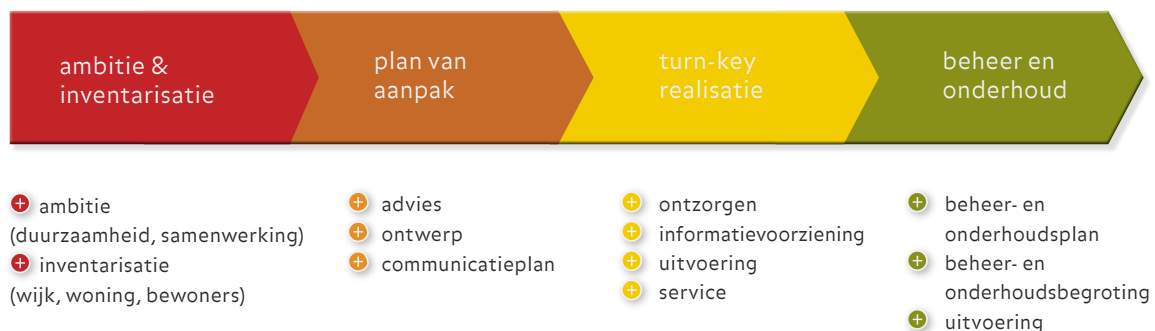 ambitie &
inventarisatie
plan van
aanpak
turn-key
realisatie
beheer en
onderhoud
ambitie
(duurzaamheid, samenwerking)
inventarisatie
(wijk, woning, bewoners)
advies
ontwerp
communicatieplan
ontzorgen
informatievoorziening
uitvoering
service
beheer- en
onderhoudsplan
beheer- en
onderhoudsbegroting
uitvoering